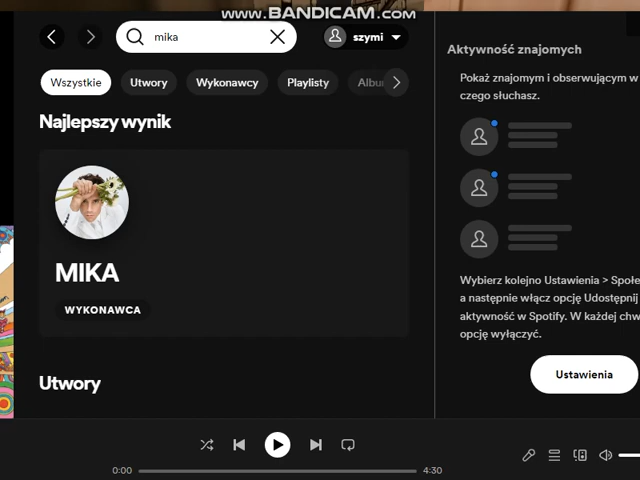 www.BANDICAM.com
mika
szymi
Wszystkie
Utwory
Wykonawcy
Playlisty
Najlepszy wynik
MIKA
WYKONAWCA
Utwory
Aktywność znajomych
Pokaż znajomym i obserwującym w
czego słuchasz.
Wybierz kolejno Ustawienia > Społe
a następnie włącz opcję Udostępnij
aktywność w Spotify. W każdej chw
opcję wyłączyć.
Ustawienia
0:00
4:30